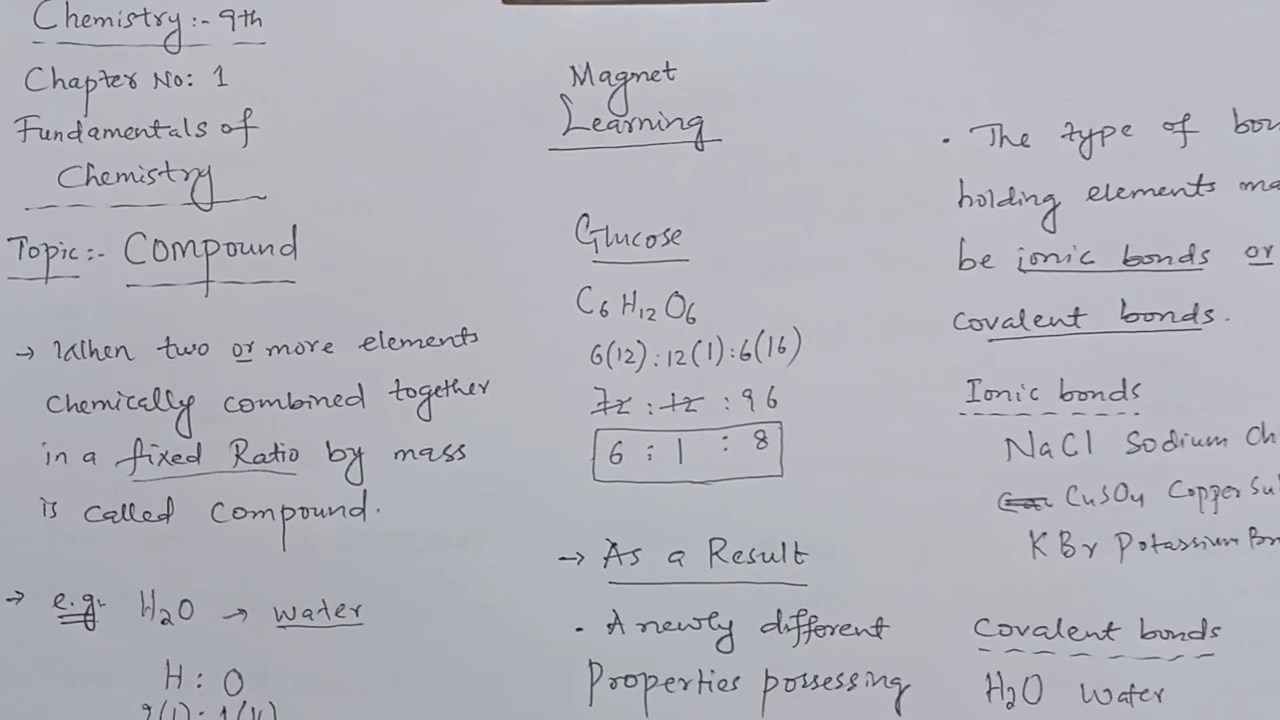 Chemistry :- 9th
Chapter No: 1
Fundamentals of
Chemistry
Topic :- Compound
→ When two or more elements
chemically combined together
in a fixed Ratio by mass
is called compound.
→ e.g. H₂O → water
H : O
Magnet
Learning
Glucose
C₆H₁₂O₆
6(12) : 12(1) : 6(16)
72 : 12 : 96
6 : 1 : 8
→ As a Result
• A newly different
Properties possessing
• The type of
holding elements
be ionic bonds or
covalent bonds.
Ionic bonds
NaCl Sodium
CuSO₄ Copper
KBr Potassium
Covalent bonds
H₂O Water